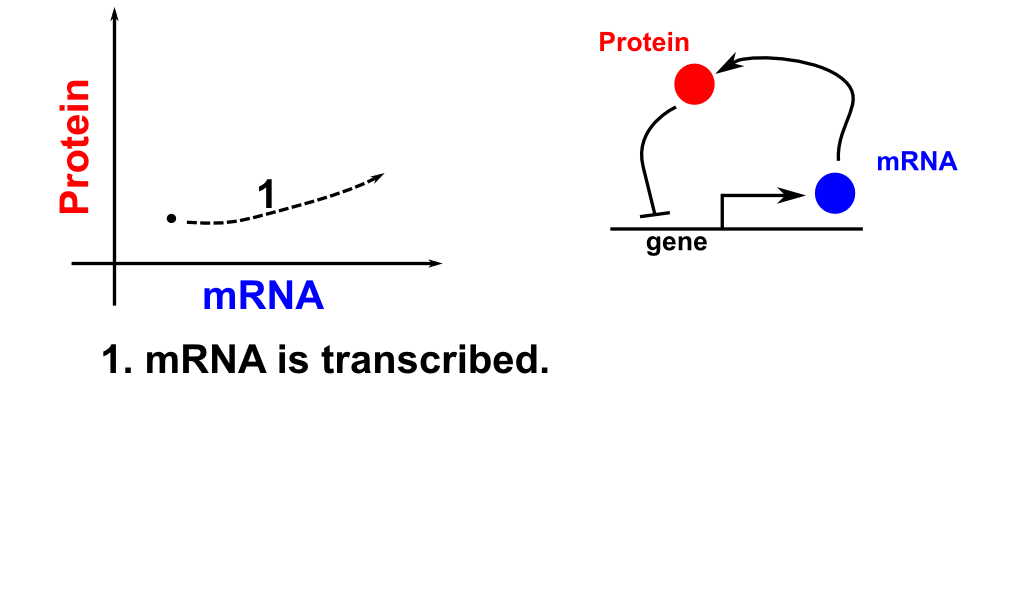 Protein
1
mRNA
Protein
mRNA
gene
1. mRNA is transcribed.